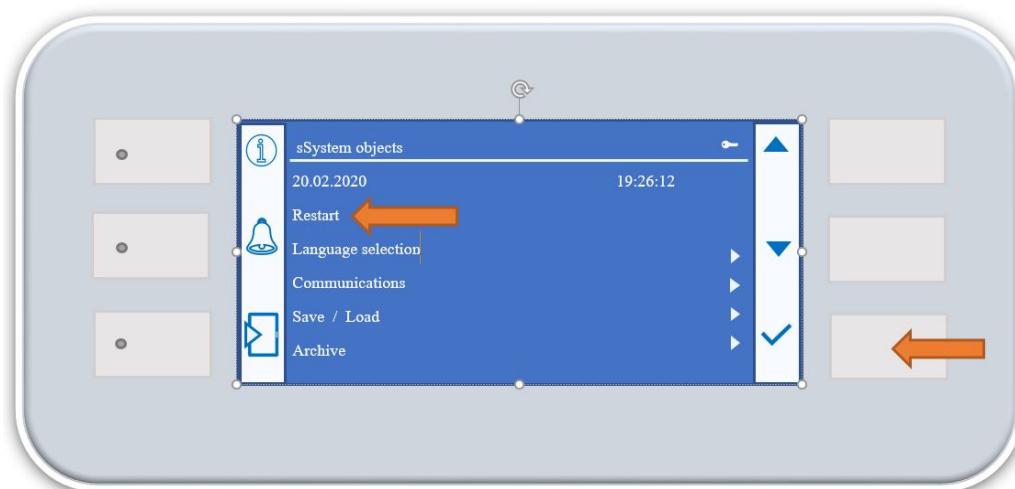 sSystem objects
20.02.2020 19:26:12
Restart
Language selection
Communications
Save / Load
Archive